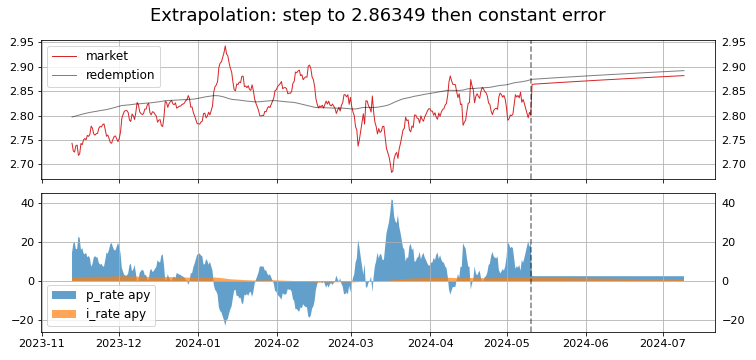 Extrapolation: step to 2.86349 then constant error
2.95 2.95
2.90 2.90
2.85 2.85
2.80 2.80
2.75 2.75
2.70 2.70
market
redemption
40 40
20 20
0 0
−20 −20
p_rate apy
i_rate apy
2023-11 2023-12 2024-01 2024-02 2024-03 2024-04 2024-05 2024-06 2024-07